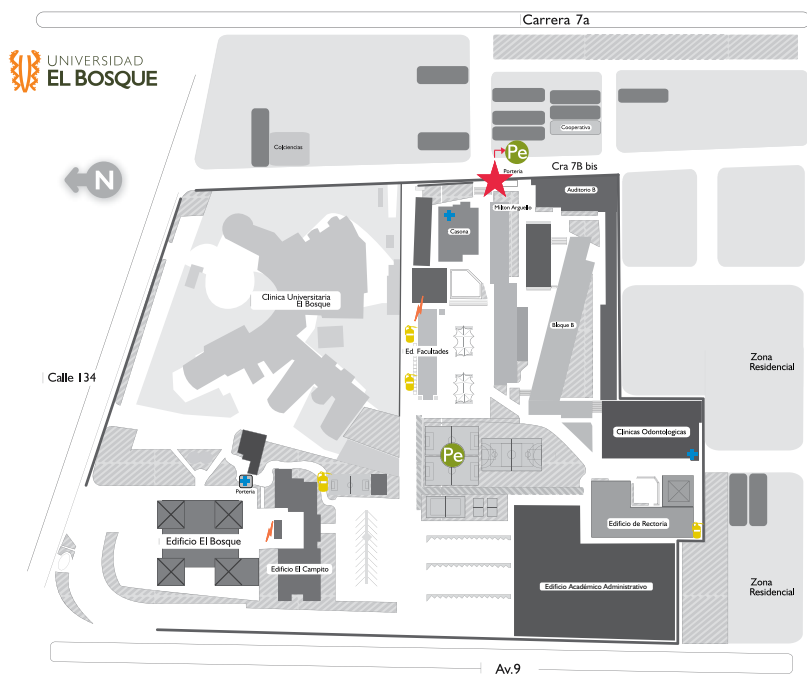 Carrera 7a
UNIVERSIDAD
EL BOSQUE
Cooperativa
Colciencias
Pe
Porteria
Cra 7B bis
N
Auditorio B
Milton Arguello
Casona
Clinica Universitaria
El Bosque
Bloque B
Ed. Facultades
Zona
Residencial
Calle 134
Clinicas Odontologicas
Pe
Porteria
Edificio de Rectoria
Edificio El Bosque
Edificio El Campito
Edificio Académico Administrativo
Zona
Residencial
Av.9